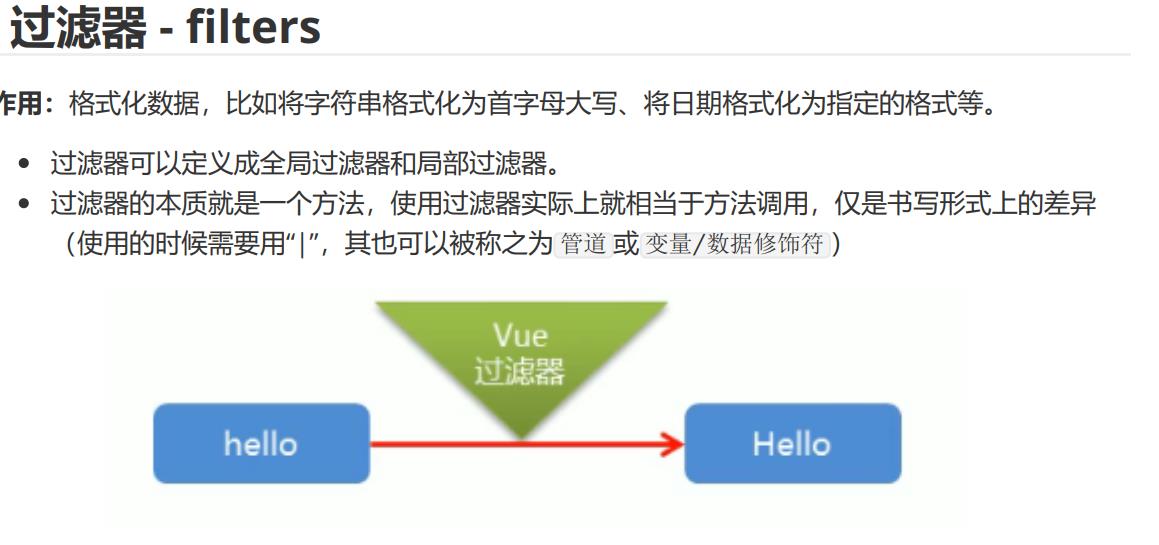 过滤器 - filters
作用：格式化数据，比如将字符串格式化为首字母大写、将日期格式化为指定的格式等。
过滤器可以定义成全局过滤器和局部过滤器。
过滤器的本质就是一个方法，使用过滤器实际上就相当于方法调用，仅是书写形式上的差异
（使用的时候需要用“|”，其也可以被称之为管道或变量/数据修饰符）
Vue
过滤器
hello
Hello